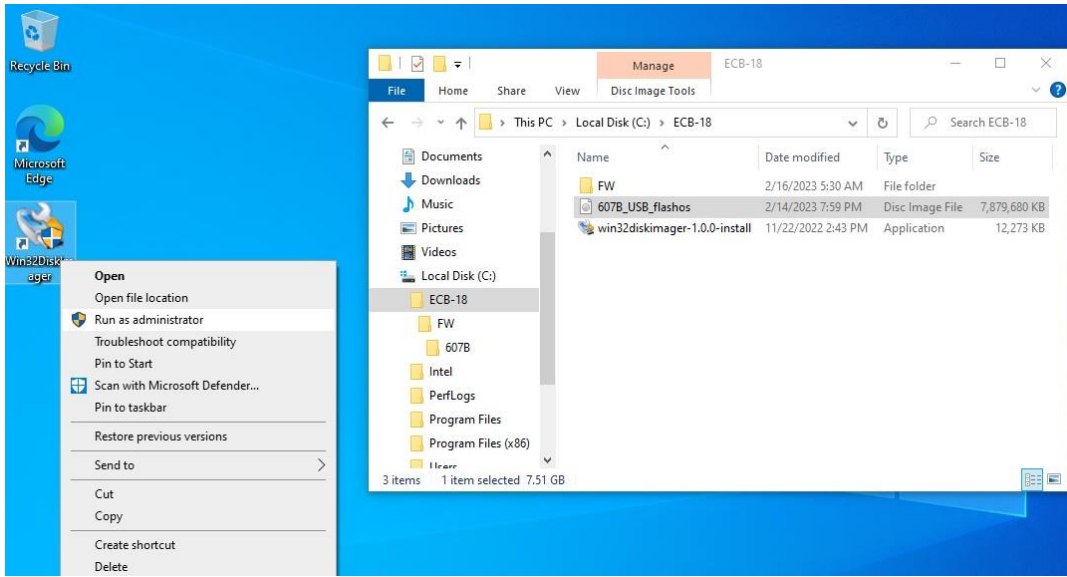 Recycle Bin
Microsoft
Edge
Win32DiskIm
ager
Open
Open file location
Run as administrator
Troubleshoot compatibility
Pin to Start
Scan with Microsoft Defender...
Pin to taskbar
Restore previous versions
Send to
Cut
Copy
Create shortcut
Delete
Manage ECB-18
File Home Share View Disc Image Tools
This PC > Local Disk (C:) > ECB-18
Search ECB-18
Documents
Downloads
Music
Pictures
Videos
Local Disk (C:)
ECB-18
FW
607B
Intel
PerfLogs
Program Files
Program Files (x86)
Users
Name Date modified Type Size
FW 2/16/2023 5:30 AM File folder
607B_USB_flashos 2/14/2023 7:59 PM Disc Image File 7,879,680 KB
win32diskimager-1.0.0-install 11/22/2022 2:43 PM Application 12,273 KB
3 items 1 item selected 7.51 GB